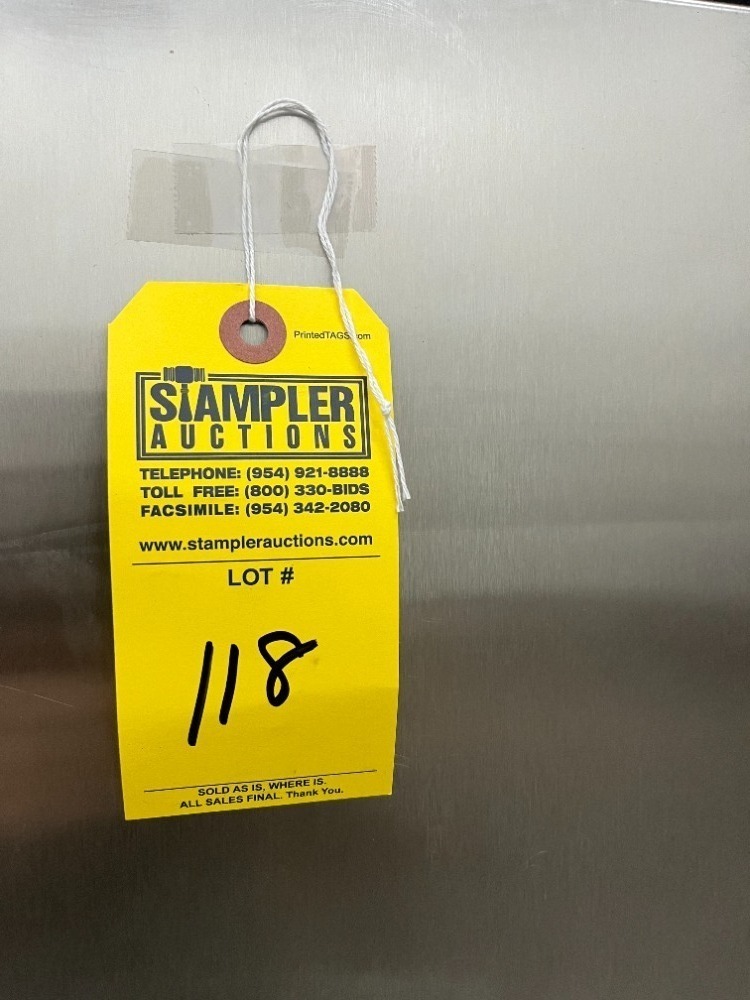 PrintedTAGS.com
STAMPLER
AUCTIONS
TELEPHONE: (954) 921-8888
TOLL FREE: (800) 330-BIDS
FACSIMILE: (954) 342-2080
www.stamplerauctions.com
LOT #
118
SOLD AS IS, WHERE IS.
ALL SALES FINAL. Thank You.